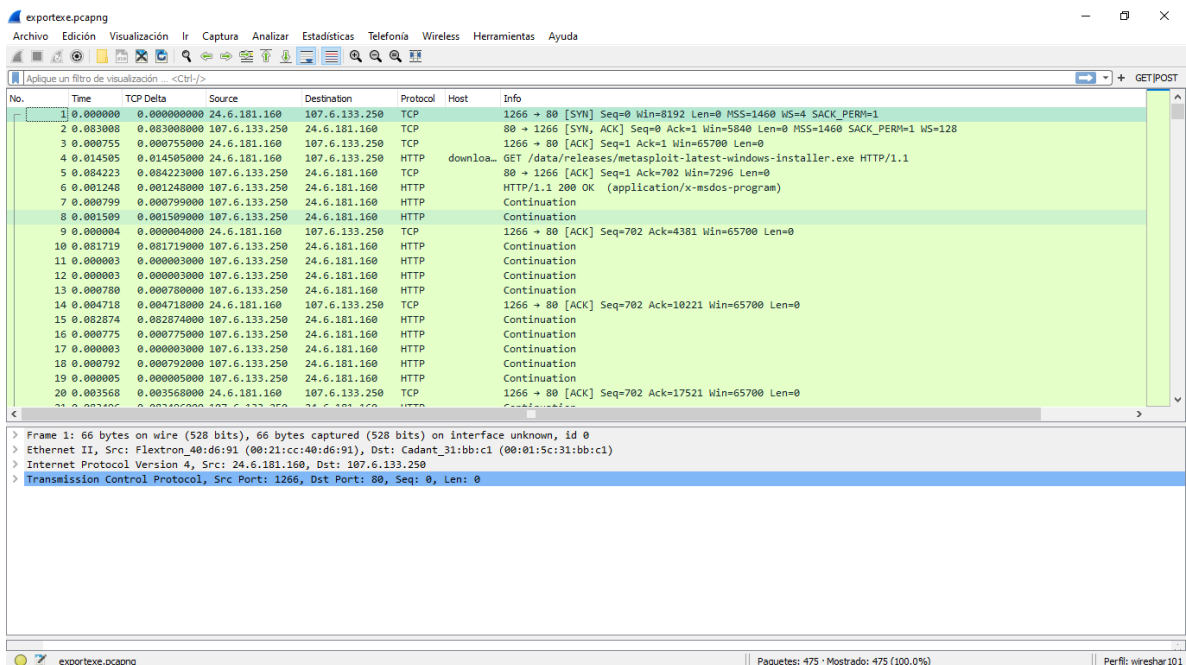 exportexe.pcapng
Archivo Edición Visualización Ir Captura Analizar Estadísticas Telefonía Wireless Herramientas Ayuda
Aplique un filtro de visualización ... <Ctrl-/> + GET|POST
No. Time TCP Delta Source Destination Protocol Host Info
1 0.000000 0.000000000 24.6.181.160 107.6.133.250 TCP 1266 → 80 [SYN] Seq=0 Win=8192 Len=0 MSS=1460 WS=4 SACK_PERM=1
2 0.083008 0.083008000 107.6.133.250 24.6.181.160 TCP 80 → 1266 [SYN, ACK] Seq=0 Ack=1 Win=5840 Len=0 MSS=1460 SACK_PERM=1 WS=128
3 0.000755 0.000755000 24.6.181.160 107.6.133.250 TCP 1266 → 80 [ACK] Seq=1 Ack=1 Win=65700 Len=0
4 0.014505 0.014505000 24.6.181.160 107.6.133.250 HTTP downloa... GET /data/releases/metasploit-latest-windows-installer.exe HTTP/1.1
5 0.084223 0.084223000 107.6.133.250 24.6.181.160 TCP 80 → 1266 [ACK] Seq=1 Ack=702 Win=7296 Len=0
6 0.001248 0.001248000 107.6.133.250 24.6.181.160 HTTP HTTP/1.1 200 OK (application/x-msdos-program)
7 0.000799 0.000799000 107.6.133.250 24.6.181.160 HTTP Continuation
8 0.001509 0.001509000 107.6.133.250 24.6.181.160 HTTP Continuation
9 0.000004 0.000004000 24.6.181.160 107.6.133.250 TCP 1266 → 80 [ACK] Seq=702 Ack=4381 Win=65700 Len=0
10 0.081719 0.081719000 107.6.133.250 24.6.181.160 HTTP Continuation
11 0.000003 0.000003000 107.6.133.250 24.6.181.160 HTTP Continuation
12 0.000003 0.000003000 107.6.133.250 24.6.181.160 HTTP Continuation
13 0.000780 0.000780000 107.6.133.250 24.6.181.160 HTTP Continuation
14 0.004718 0.004718000 24.6.181.160 107.6.133.250 TCP 1266 → 80 [ACK] Seq=702 Ack=10221 Win=65700 Len=0
15 0.082874 0.082874000 107.6.133.250 24.6.181.160 HTTP Continuation
16 0.000775 0.000775000 107.6.133.250 24.6.181.160 HTTP Continuation
17 0.000003 0.000003000 107.6.133.250 24.6.181.160 HTTP Continuation
18 0.000792 0.000792000 107.6.133.250 24.6.181.160 HTTP Continuation
19 0.000005 0.000005000 107.6.133.250 24.6.181.160 HTTP Continuation
20 0.003568 0.003568000 24.6.181.160 107.6.133.250 TCP 1266 → 80 [ACK] Seq=702 Ack=17521 Win=65700 Len=0
> Frame 1: 66 bytes on wire (528 bits), 66 bytes captured (528 bits) on interface unknown, id 0
> Ethernet II, Src: Flextron_40:d6:91 (00:21:cc:40:d6:91), Dst: Cadant_31:bb:c1 (00:01:5c:31:bb:c1)
> Internet Protocol Version 4, Src: 24.6.181.160, Dst: 107.6.133.250
> Transmission Control Protocol, Src Port: 1266, Dst Port: 80, Seq: 0, Len: 0
exportexe.pcapng Paquetes: 475 · Mostrado: 475 (100.0%) Perfil: wireshar101